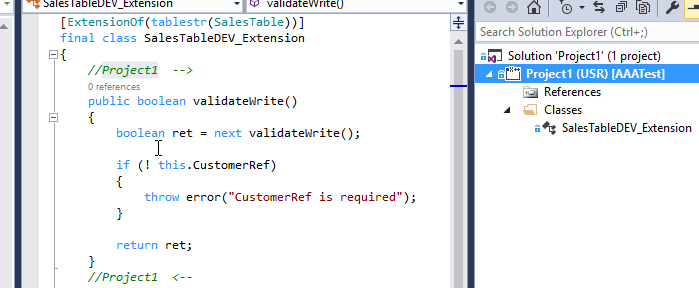 SalesTableDEV_Extension validateWrite()
[ExtensionOf(tablestr(SalesTable))]
final class SalesTableDEV_Extension
{
//Project1 -->
0 references
public boolean validateWrite()
{
boolean ret = next validateWrite();
if (! this.CustomerRef)
{
throw error("CustomerRef is required");
}
return ret;
}
//Project1 <--
Search Solution Explorer (Ctrl+;)
Solution 'Project1' (1 project)
Project1 (USR) [AAATest]
References
Classes
SalesTableDEV_Extension